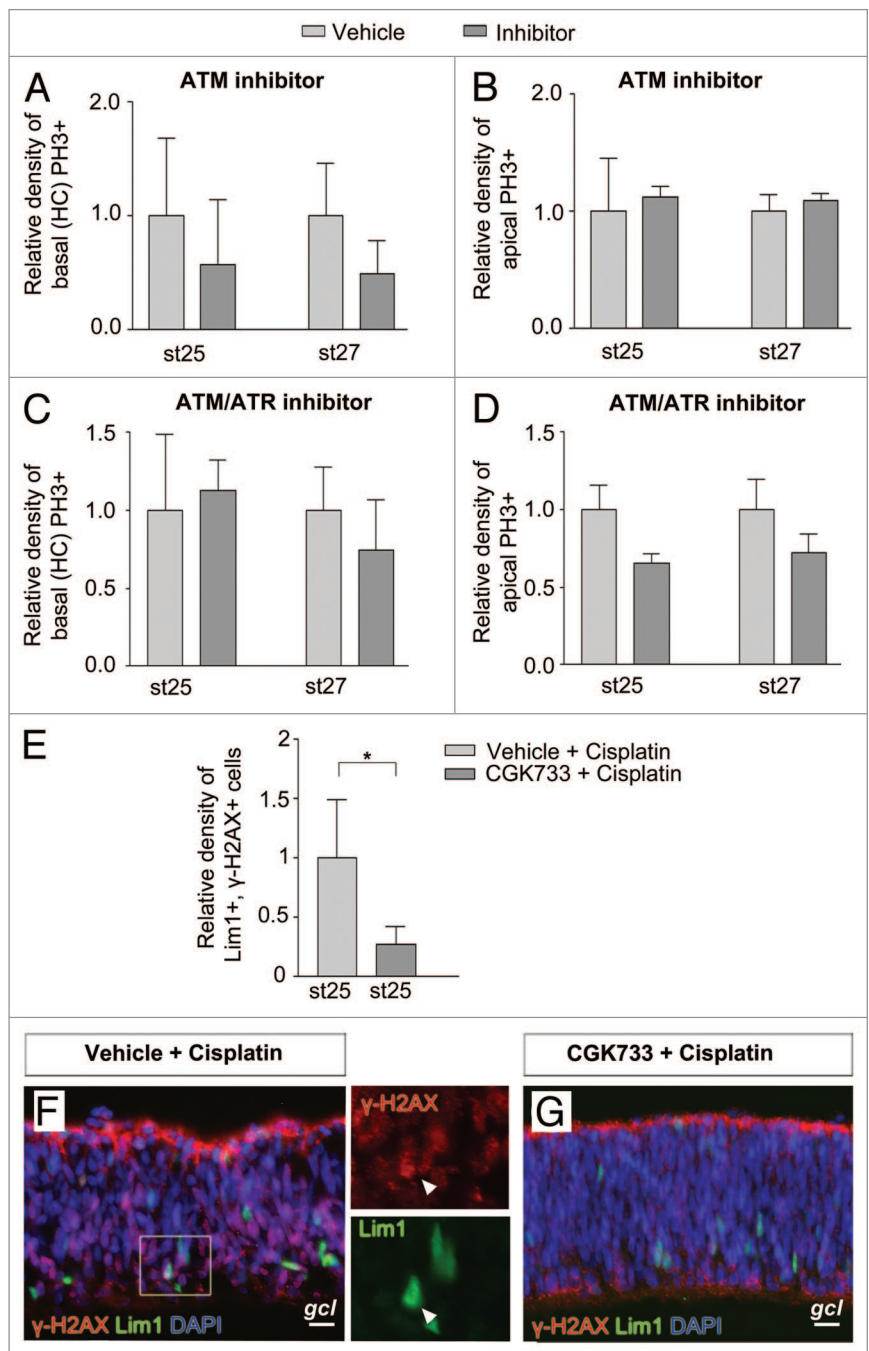 Vehicle Inhibitor
A
ATM inhibitor
Relative density of
basal (HC) PH3+
2.0
1.0
0.0
st25 st27
B
ATM inhibitor
Relative density of
apical PH3+
2.0
1.0
0.0
st25 st27
C
ATM/ATR inhibitor
Relative density of
basal (HC) PH3+
1.5
1.0
0.5
0.0
st25 st27
D
ATM/ATR inhibitor
Relative density of
apical PH3+
1.5
1.0
0.5
0.0
st25 st27
E
Relative density of
Lim1+, γ-H2AX+ cells
2
1.5
1
0.5
0
*
st25 st25
Vehicle + Cisplatin
CGK733 + Cisplatin
Vehicle + Cisplatin
F
gcl
γ-H2AX Lim1 DAPI
γ-H2AX
Lim1
CGK733 + Cisplatin
G
gcl
γ-H2AX Lim1 DAPI